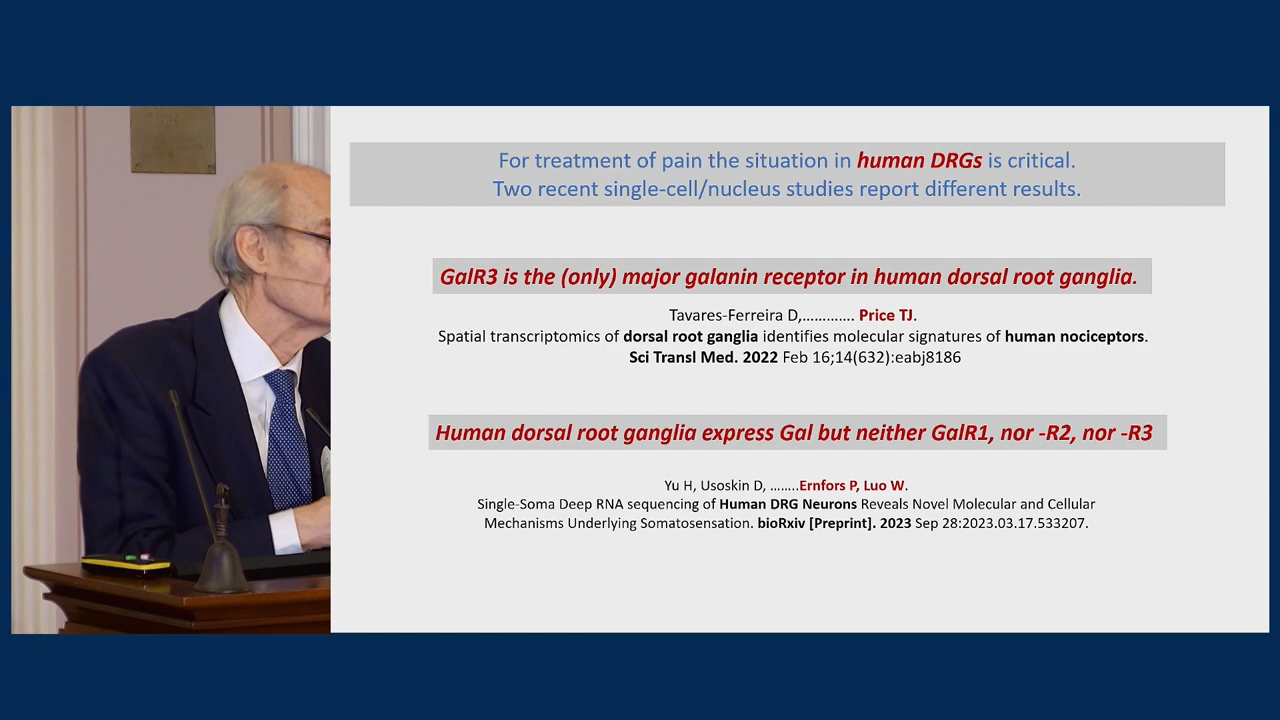 For treatment of pain the situation in human DRGs is critical.
Two recent single-cell/nucleus studies report different results.
GalR3 is the (only) major galanin receptor in human dorsal root ganglia.
Tavares-Ferreira D,…………. Price TJ.
Spatial transcriptomics of dorsal root ganglia identifies molecular signatures of human nociceptors.
Sci Transl Med. 2022 Feb 16;14(632):eabj8186
Human dorsal root ganglia express Gal but neither GalR1, nor -R2, nor -R3
Yu H, Usoskin D, ……..Ernfors P, Luo W.
Single-Soma Deep RNA sequencing of Human DRG Neurons Reveals Novel Molecular and Cellular
Mechanisms Underlying Somatosensation. bioRxiv [Preprint]. 2023 Sep 28:2023.03.17.533207.